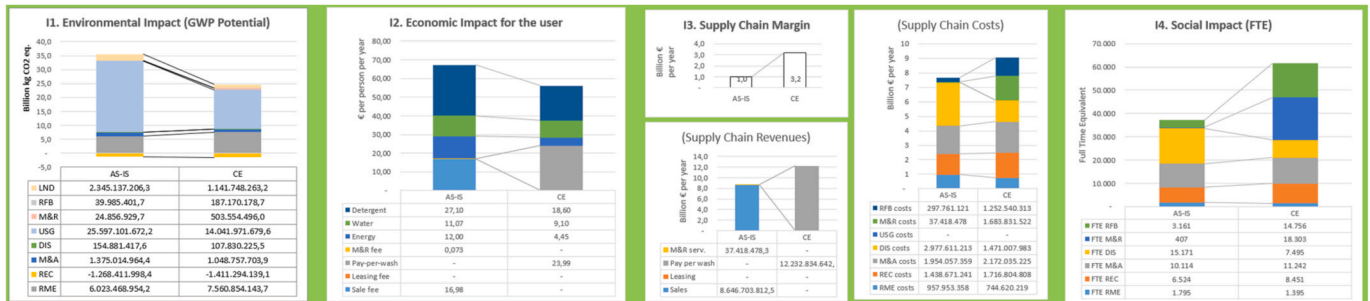 I1. Environmental Impact (GWP Potential)
Billion kg CO2 eq.
40,0
35,0
30,0
25,0
20,0
15,0
10,0
5,0
-
-5,0
AS-IS CE
LND 2.345.137.206,3 1.141.748.263,2
RFB 39.985.401,7 187.170.178,7
M&R 24.856.929,7 503.554.496,0
USG 25.597.101.672,2 14.041.971.679,6
DIS 154.881.417,6 107.830.225,5
M&A 1.375.014.964,4 1.048.757.703,9
REC -1.268.411.998,4 -1.411.294.139,1
RME 6.023.468.954,2 7.560.854.143,7
I2. Economic Impact for the user
€ per person per year
80,00
70,00
60,00
50,00
40,00
30,00
20,00
10,00
-
AS-IS CE
Detergent 27,10 18,60
Water 11,07 9,10
Energy 12,00 4,45
M&R fee 0,073 -
Pay-per-wash - 23,99
Leasing fee - -
Sale fee 16,98 -
I3. Supply Chain Margin
Billion € per year
4,0
3,0
2,0
1,0
-
1,0 3,2
AS-IS CE
(Supply Chain Revenues)
Billion € per year
14,0
12,0
10,0
8,0
6,0
4,0
2,0
-
AS-IS CE
M&R serv. 37.418.478,3 -
Pay per wash - 12.232.834.642,
Leasing - -
Sales 8.646.703.812,5 -
(Supply Chain Costs)
Billion € per year
10
9
8
7
6
5
4
3
2
1
-
AS-IS CE
RFB costs 297.761.121 1.252.540.313
M&R costs 37.418.478 1.683.831.522
USG costs - -
DIS costs 2.977.611.213 1.471.007.983
M&A costs 1.954.057.359 2.172.035.225
REC costs 1.438.671.241 1.716.804.808
RME costs 957.953.358 744.620.219
I4. Social Impact (FTE)
Full Time Equivalent
70.000
60.000
50.000
40.000
30.000
20.000
10.000
-
AS-IS CE
FTE RFB 3.161 14.756
FTE M&R 407 18.303
FTE DIS 15.171 7.495
FTE M&A 10.114 11.242
FTE REC 6.524 8.451
FTE RME 1.795 1.395